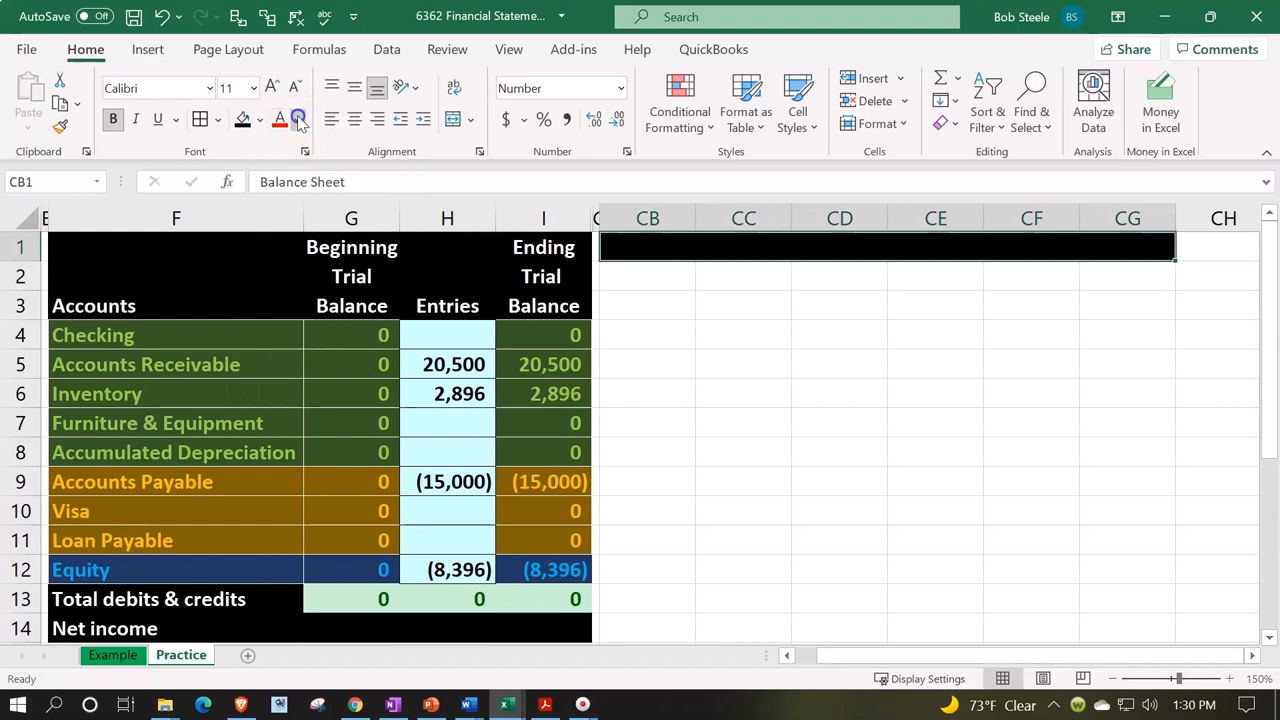 AutoSave Off 6362 Financial Stateme... Search Bob Steele BS
File Home Insert Page Layout Formulas Data Review View Add-ins Help QuickBooks Share Comments
Paste Calibri 11 Number Conditional Formatting Format as Table Cell Styles Insert Delete Format Sort & Filter Find & Select Analyze Data Money in Excel
Clipboard Font Alignment Number Styles Cells Editing Analysis Money in Excel
CB1 fx Balance Sheet
E F G H I CB CC CD CE CF CG CH
1 Beginning Ending
2 Trial Trial
3 Accounts Balance Entries Balance
4 Checking 0 0
5 Accounts Receivable 0 20,500 20,500
6 Inventory 0 2,896 2,896
7 Furniture & Equipment 0 0
8 Accumulated Depreciation 0 0
9 Accounts Payable 0 (15,000) (15,000)
10 Visa 0 0
11 Loan Payable 0 0
12 Equity 0 (8,396) (8,396)
13 Total debits & credits 0 0 0
14 Net income
Example Practice
Ready Display Settings 150%
73°F Clear 1:30 PM